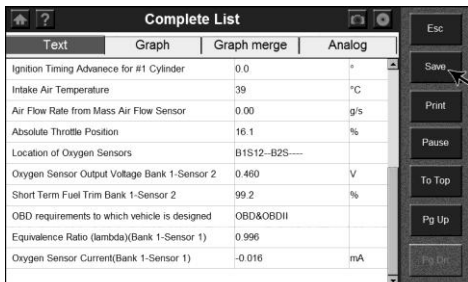 ? Complete List
Text Graph Graph merge Analog
Ignition Timing Advanece for #1 Cylinder 0.0 °
Intake Air Temperature 39 °C
Air Flow Rate from Mass Air Flow Sensor 0.00 g/s
Absolute Throttle Position 16.1 %
Location of Oxygen Sensors B1S12--B2S----
Oxygen Sensor Output Voltage Bank 1-Sensor 2 0.460 V
Short Term Fuel Trim Bank 1-Sensor 2 99.2 %
OBD requirements to which vehicle is designed OBD&OBDII
Equivalence Ratio (lambda)(Bank 1-Sensor 1) 0.996
Oxygen Sensor Current(Bank 1-Sensor 1) -0.016 mA
Esc
Save
Print
Pause
To Top
Pg Up
Pg Dn